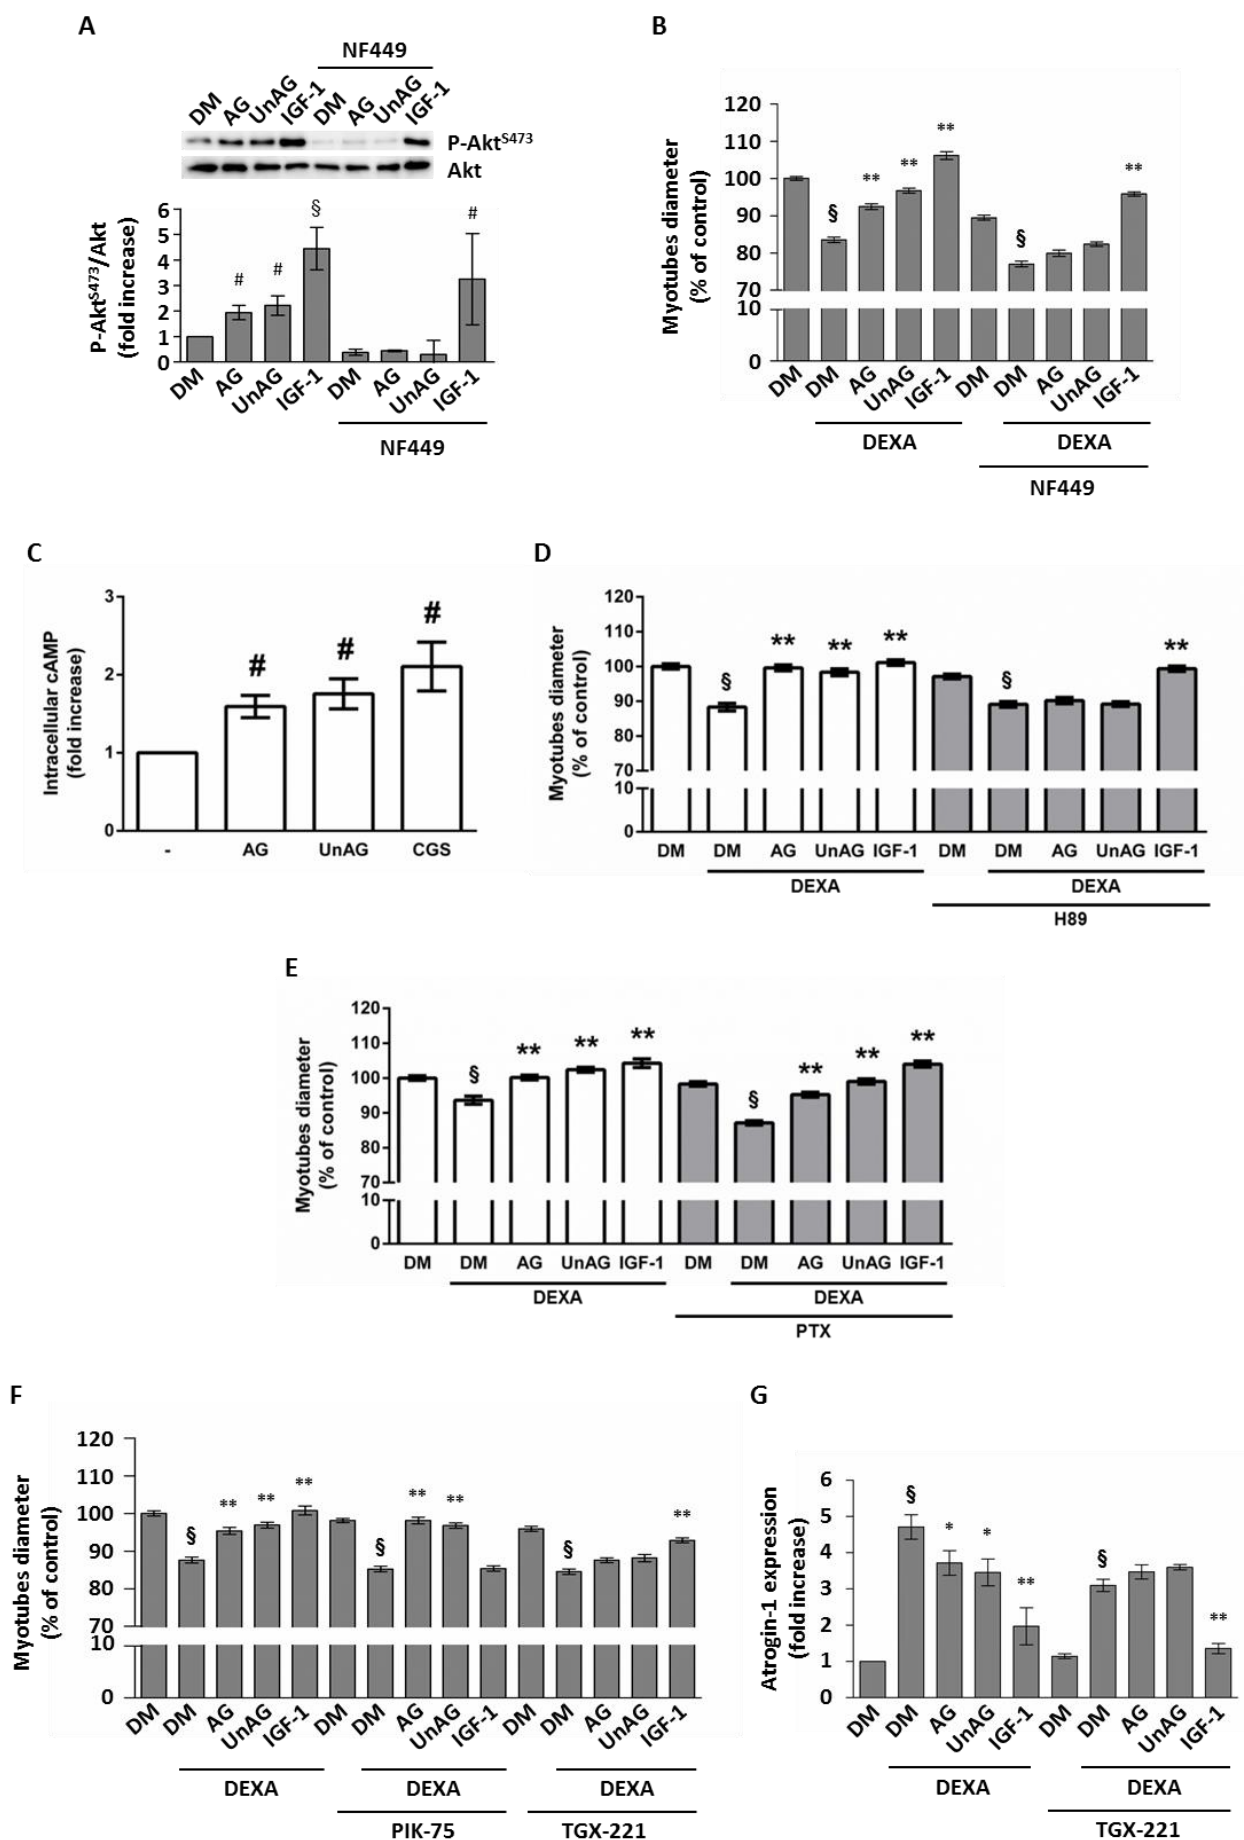 A
NF449
DM AG UnAG IGF-1 DM AG UnAG IGF-1
P-Akt^S473
Akt
P-Akt^S473/Akt
(fold increase)
6
5
4
3
2
1
0
# # § #
DM AG UnAG IGF-1 DM AG UnAG IGF-1
NF449
B
Myotubes diameter
(% of control)
120
110
100
90
80
70
10
0
§ ** ** ** § **
DM DM AG UnAG IGF-1 DM DM AG UnAG IGF-1
DEXA DEXA
NF449
C
Intracellular cAMP
(fold increase)
3
2
1
0
# # #
- AG UnAG CGS
D
Myotubes diameter
(% of control)
120
110
100
90
80
70
10
0
§ ** ** ** § **
DM DM AG UnAG IGF-1 DM DM AG UnAG IGF-1
DEXA DEXA
H89
E
Myotubes diameter
(% of control)
120
110
100
90
80
70
10
0
§ ** ** ** § ** ** **
DM DM AG UnAG IGF-1 DM DM AG UnAG IGF-1
DEXA DEXA
PTX
F
Myotubes diameter
(% of control)
120
110
100
90
80
70
10
0
§ ** ** ** § ** ** § **
DM DM AG UnAG IGF-1 DM DM AG UnAG IGF-1 DM DM AG UnAG IGF-1
DEXA DEXA DEXA
PIK-75 TGX-221
G
Atrogin-1 expression
(fold increase)
6
5
4
3
2
1
0
§ * * ** § **
DM DM AG UnAG IGF-1 DM DM AG UnAG IGF-1
DEXA DEXA
TGX-221